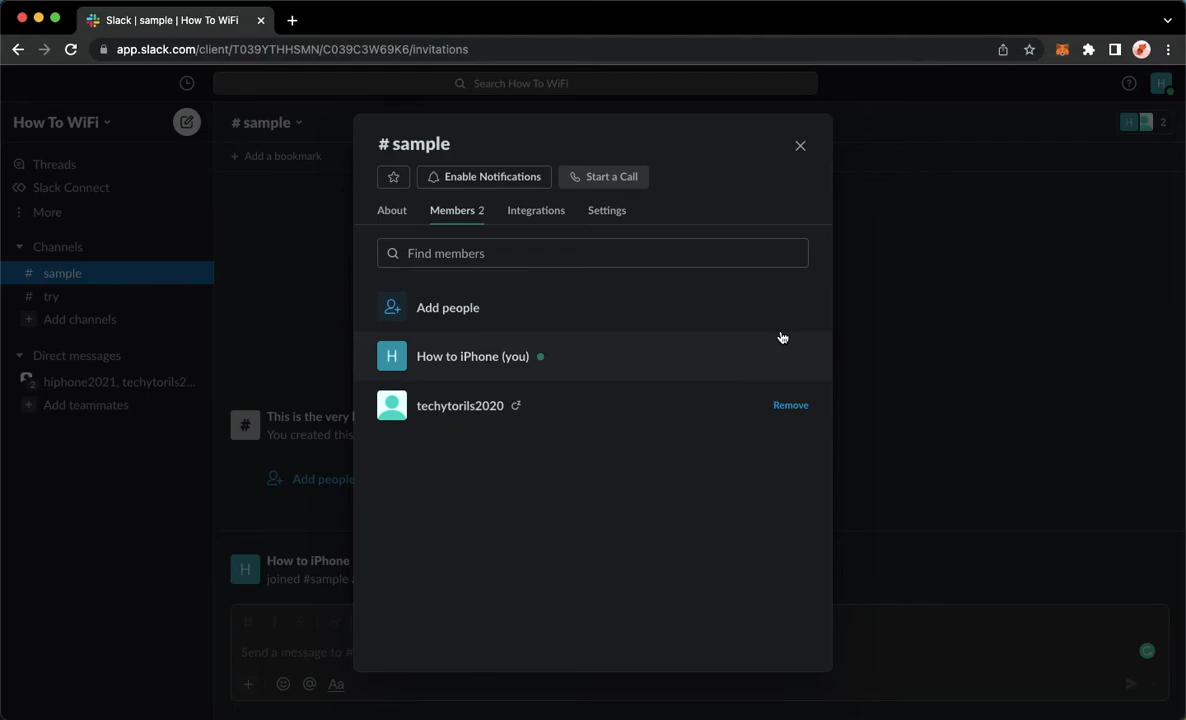 Slack | sample | How To WiFi
app.slack.com/client/T039YTHHSMN/C039C3W69K6/invitations
Search How To WiFi
H
How To WiFi
# sample
H 2
+ Add a bookmark
Threads
Slack Connect
More
Channels
# sample
# try
+ Add channels
Direct messages
2 hiphone2021, techytorils2...
+ Add teammates
# sample
Enable Notifications
Start a Call
About
Members 2
Integrations
Settings
Find members
Add people
H How to iPhone (you)
techytorils2020
Remove
# This is the very
You created this
Add people
H How to iPhone
joined #sample
Send a message to #
+ @ Aa